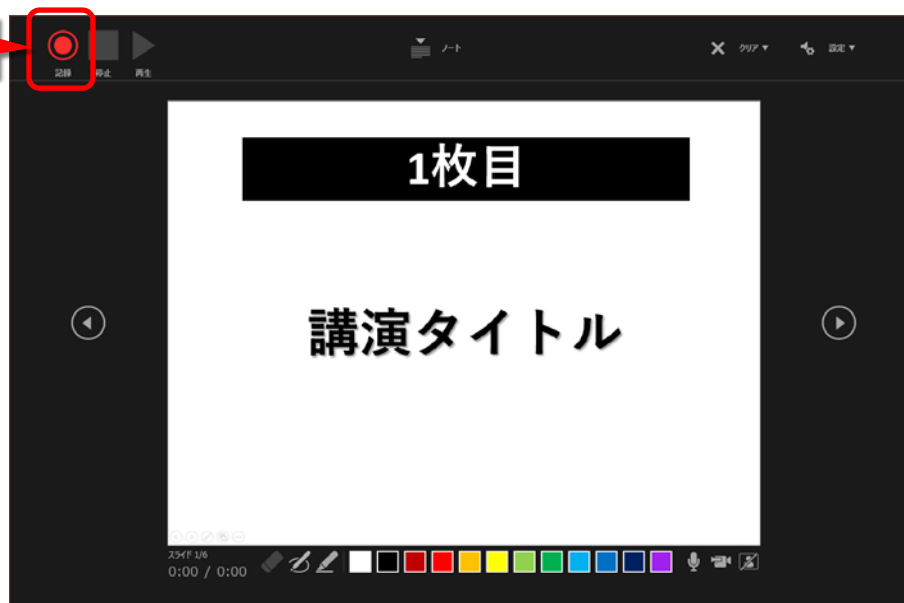 記録 停止 再生
ノート
クリア
設定
1枚目
講演タイトル
スライド 1/6
0:00 / 0:00